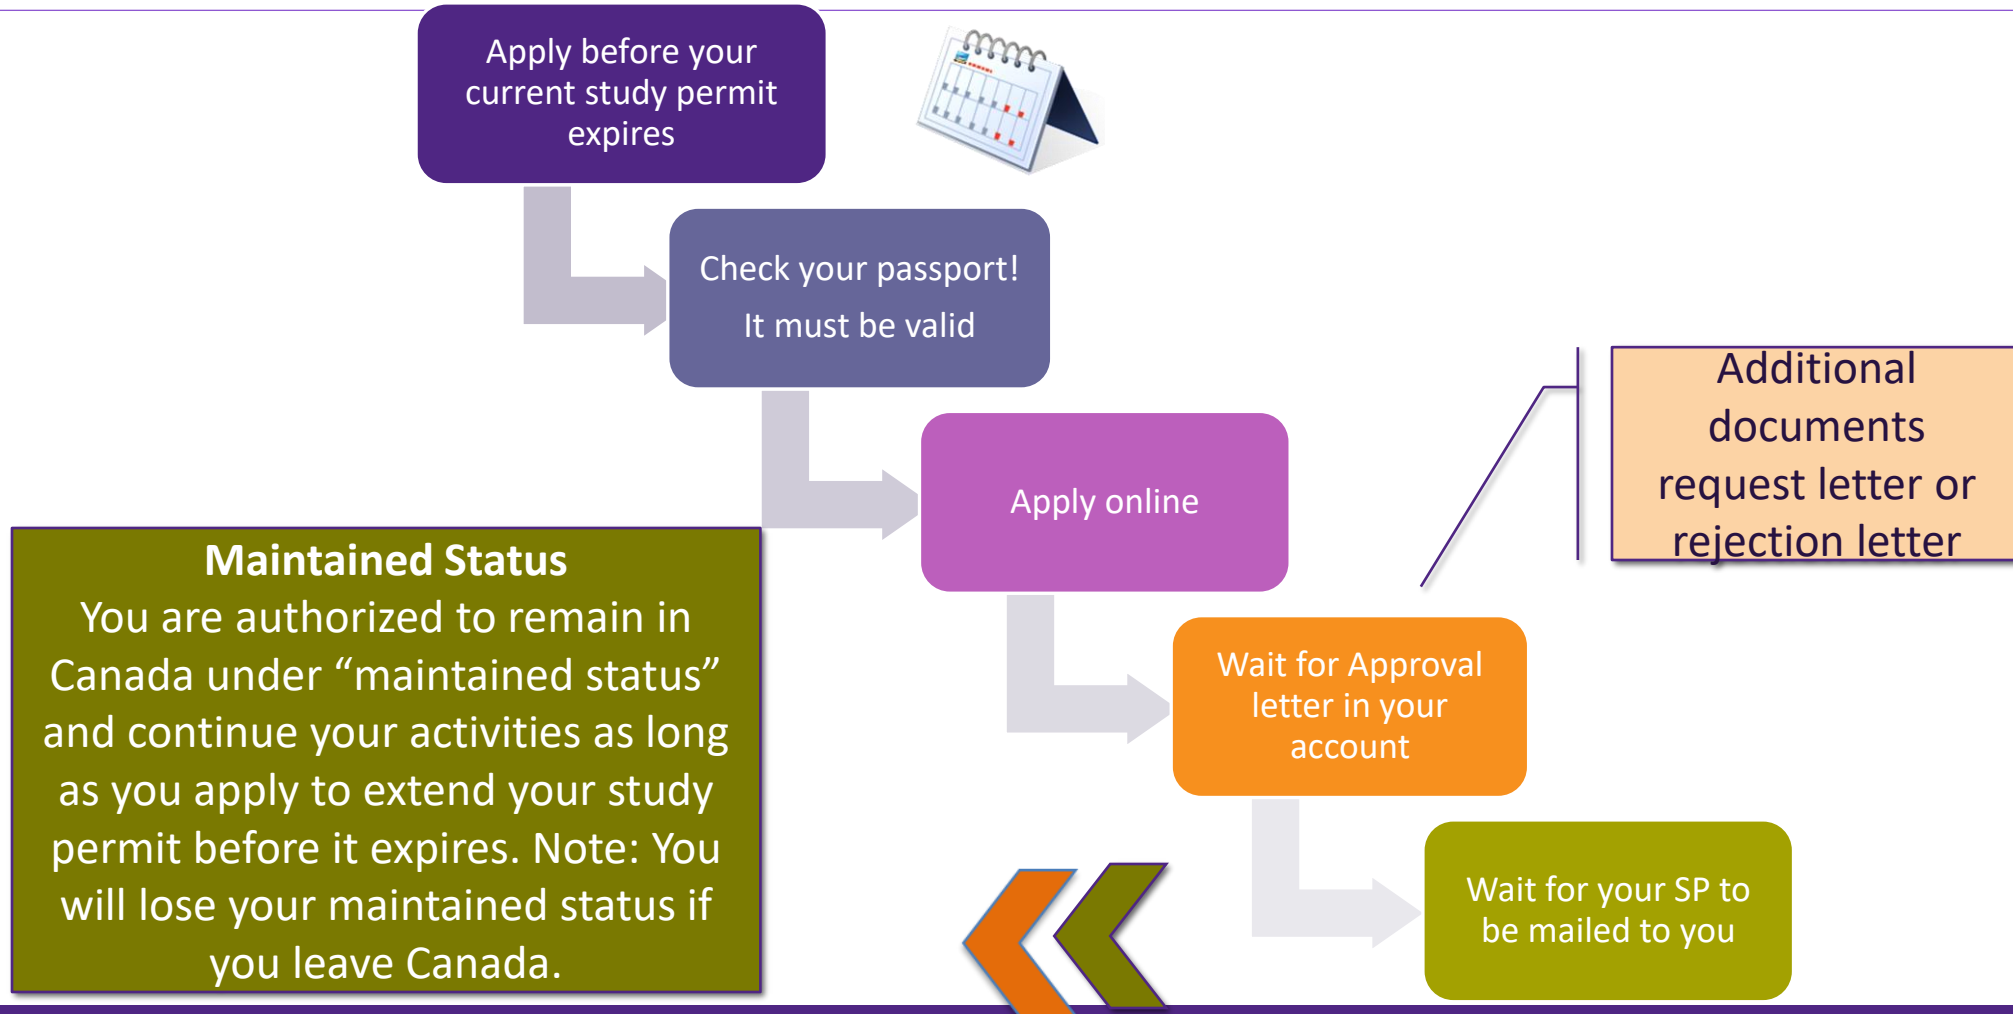 Apply before your
current study permit
expires
Check your passport!
It must be valid
Apply online
Wait for Approval
letter in your
account
Wait for your SP to
be mailed to you
Additional
documents
request letter or
rejection letter
Maintained Status
You are authorized to remain in
Canada under “maintained status”
and continue your activities as long
as you apply to extend your study
permit before it expires. Note: You
will lose your maintained status if
you leave Canada.